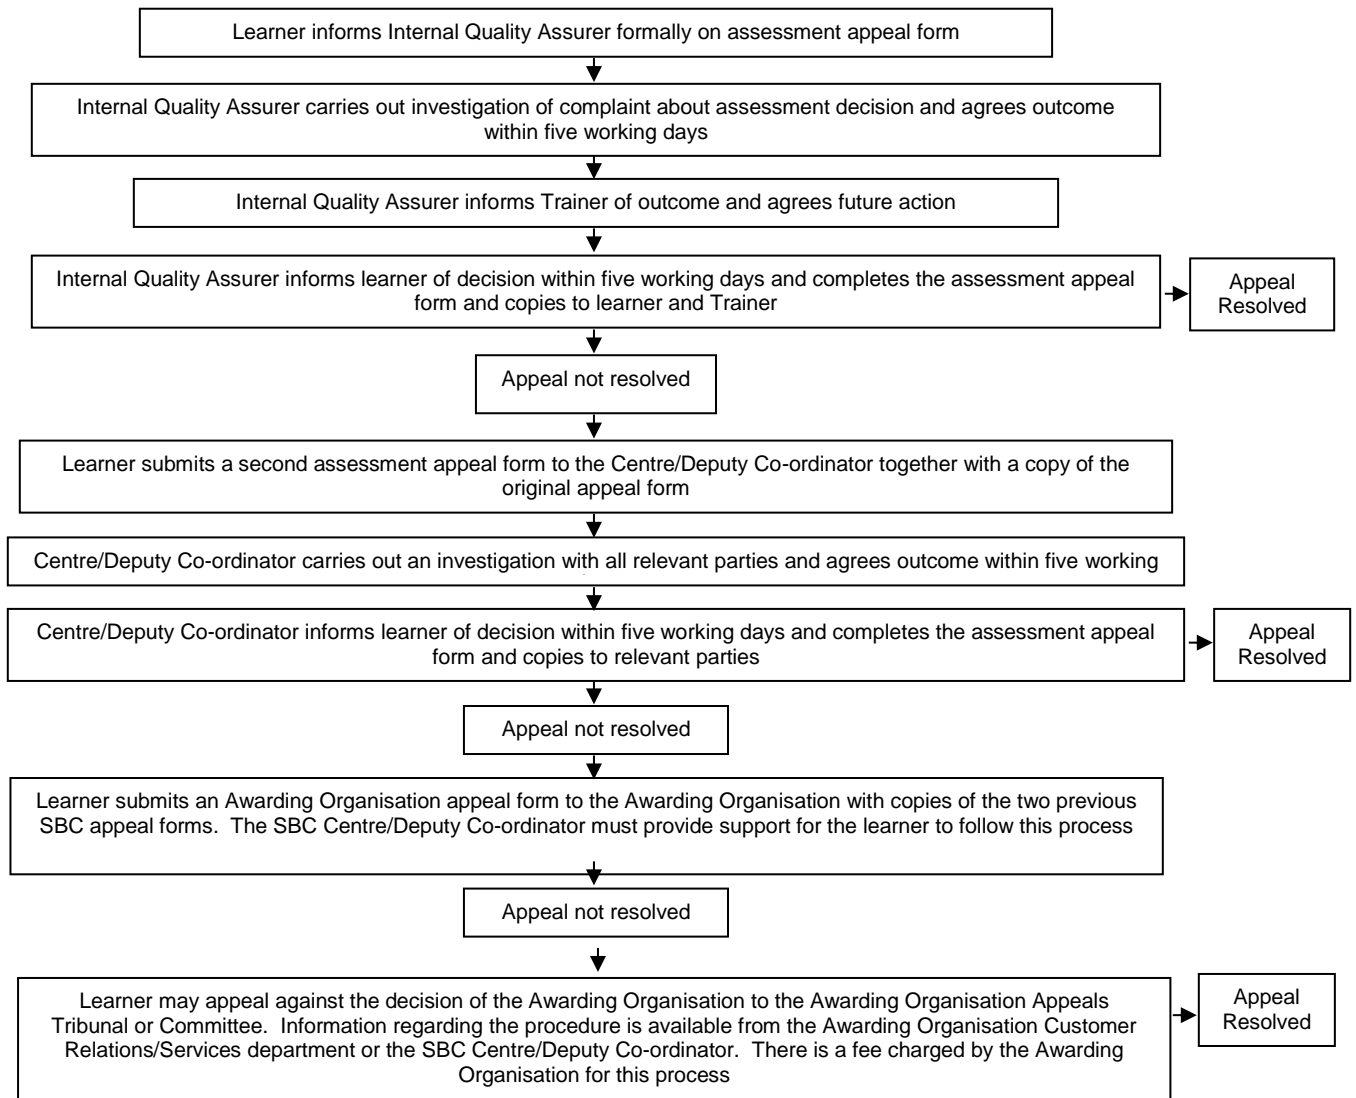 Learner informs Internal Quality Assurer formally on assessment appeal form
Internal Quality Assurer carries out investigation of complaint about assessment decision and agrees outcome
within five working days
Internal Quality Assurer informs Trainer of outcome and agrees future action
Internal Quality Assurer informs learner of decision within five working days and completes the assessment appeal
form and copies to learner and Trainer
Appeal
Resolved
Appeal not resolved
Learner submits a second assessment appeal form to the Centre/Deputy Co-ordinator together with a copy of the
original appeal form
Centre/Deputy Co-ordinator carries out an investigation with all relevant parties and agrees outcome within five working
Centre/Deputy Co-ordinator informs learner of decision within five working days and completes the assessment appeal
form and copies to relevant parties
Appeal
Resolved
Appeal not resolved
Learner submits an Awarding Organisation appeal form to the Awarding Organisation with copies of the two previous
SBC appeal forms.  The SBC Centre/Deputy Co-ordinator must provide support for the learner to follow this process
Appeal not resolved
Learner may appeal against the decision of the Awarding Organisation to the Awarding Organisation Appeals
Tribunal or Committee.  Information regarding the procedure is available from the Awarding Organisation Customer
Relations/Services department or the SBC Centre/Deputy Co-ordinator.  There is a fee charged by the Awarding
Organisation for this process
Appeal
Resolved